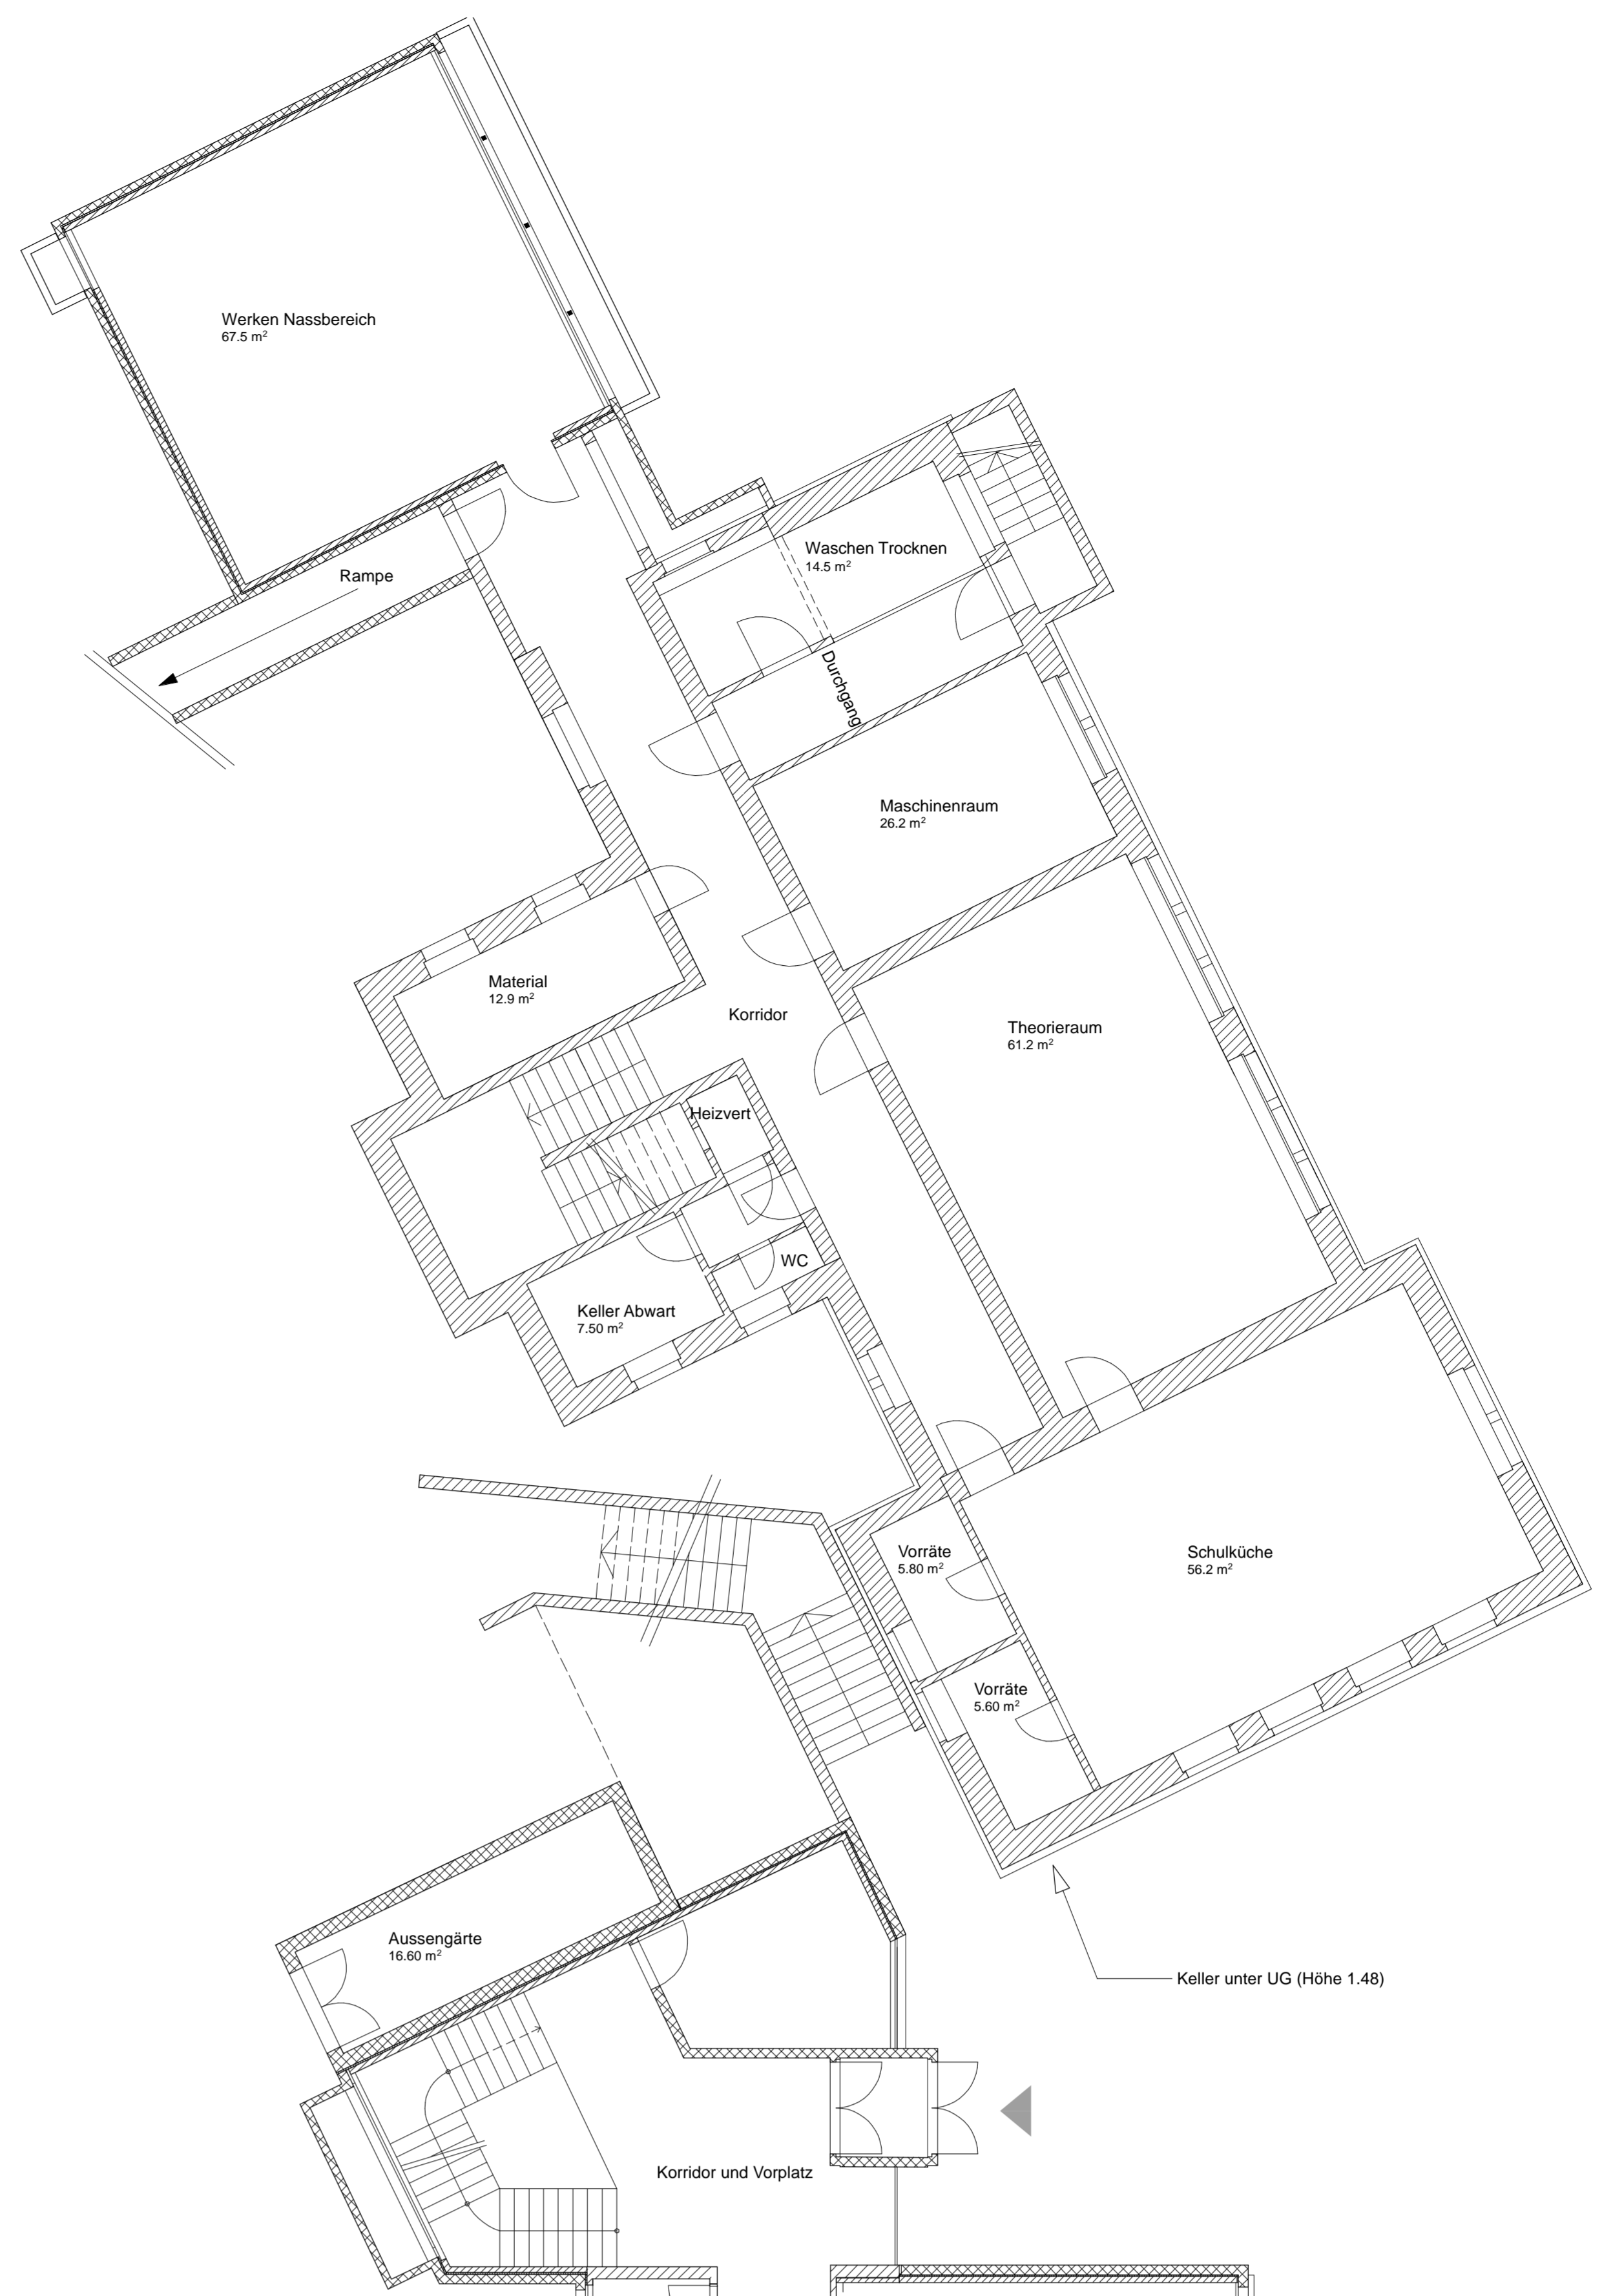 Werken Nassbereich
67.5 m²
Rampe
Waschen Trocknen
14.5 m²
Durchgang
Maschinenraum
26.2 m²
Material
12.9 m²
Korridor
Theorieraum
61.2 m²
Heizvert
WC
Keller Abwart
7.50 m²
Vorräte
5.80 m²
Schulküche
56.2 m²
Vorräte
5.60 m²
Aussengärte
16.60 m²
Keller unter UG (Höhe 1.48)
Korridor und Vorplatz